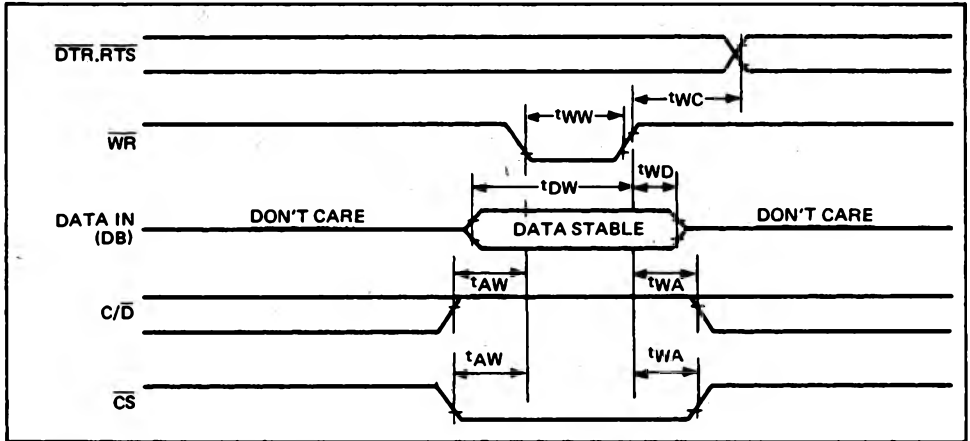 DTR.RTS
tWC
tWW
WR
tWD
tDW
DATA IN
(DB)
DON'T CARE
DATA STABLE
DON'T CARE
tAW
tWA
C/D
tAW
tWA
CS